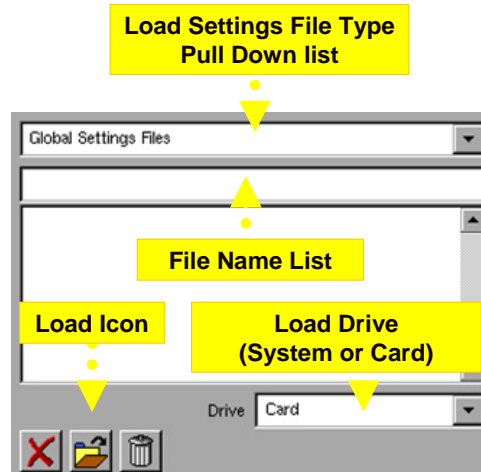 Load Settings File Type
Pull Down list
Global Settings Files
File Name List
Load Icon
Load Drive
(System or Card)
Drive
Card